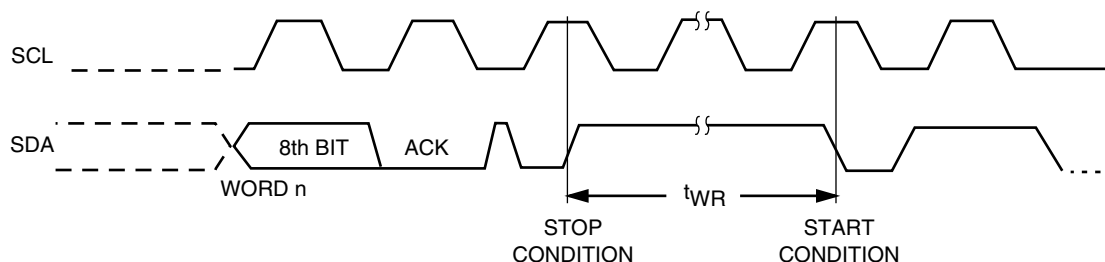 SCL
SDA
8th BIT
ACK
WORD n
tWR
STOP
CONDITION
START
CONDITION